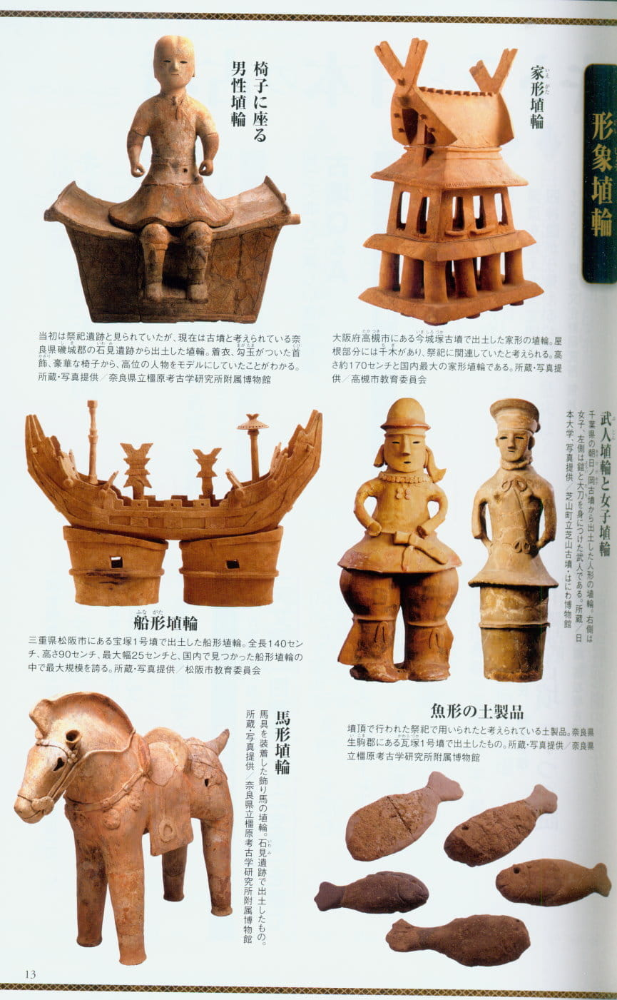 形象埴輪
家形埴輪
いえ がた
大阪府高槻市にある今城塚古墳で出土した家形の埴輪。屋
根部分には千木があり、祭祀に関連していたと考えられる。高
さ約170センチと国内最大の家形埴輪である。所蔵・写真提
供/高槻市教育委員会
椅子に座る
男性埴輪
当初は祭祀遺跡と見られていたが、現在は古墳と考えられている奈
良県磯城郡の石見遺跡から出土した埴輪。着衣、勾玉がついた首
飾、豪華な椅子から、高位の人物をモデルにしていたことがわかる。
所蔵・写真提供/奈良県立橿原考古学研究所附属博物館
武人埴輪と女子埴輪
千葉県の朝日ノ岡古墳から出土した人形の埴輪。右側は
女子、左側は鎧と大刀を身につけた武人である。所蔵/日
本大学、写真提供/芝山町立芝山古墳・はにわ博物館
船形埴輪
ふな がた
三重県松阪市にある宝塚1号墳で出土した船形埴輪。全長140セン
チ、高さ90センチ、最大幅25センチと、国内で見つかった船形埴輪の
中で最大規模を誇る。所蔵・写真提供/松阪市教育委員会
魚形の土製品
墳頂で行われた祭祀で用いられたと考えられている土製品。奈良県
生駒郡にある瓦塚1号墳で出土したもの。所蔵・写真提供/奈良県
立橿原考古学研究所附属博物館
馬形埴輪
馬具を装着した飾り馬の埴輪。石見遺跡で出土したもの。
所蔵・写真提供/奈良県立橿原考古学研究所附属博物館
13